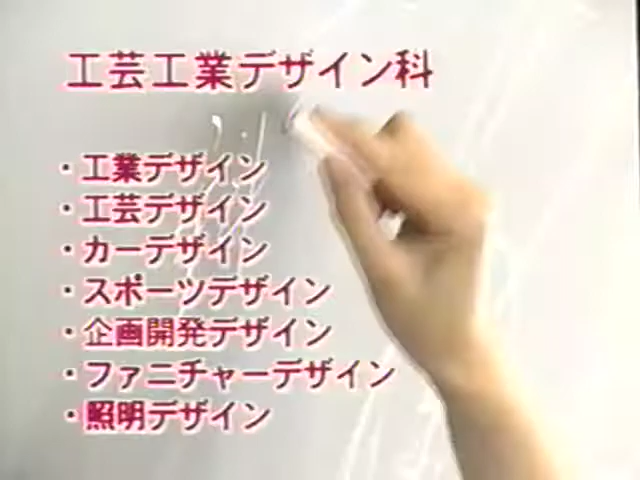 工芸工業デザイン科
・工業デザイン
・工芸デザイン
・カーデザイン
・スポーツデザイン
・企画開発デザイン
・ファニチャーデザイン
・照明デザイン